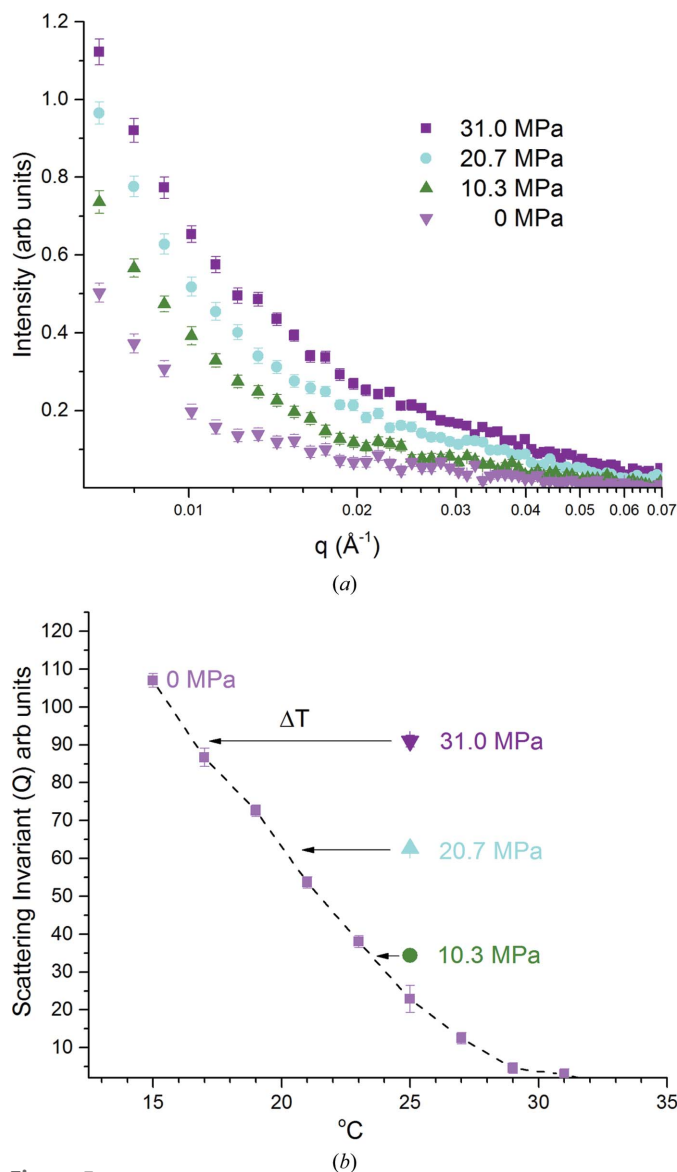 1.2
1.0
0.8
0.6
0.4
0.2
Intensity (arb units)
31.0 MPa
20.7 MPa
10.3 MPa
0 MPa
0.01 0.02 0.03 0.04 0.05 0.06 0.07
q (Å⁻¹)
(a)
120
110
100
90
80
70
60
50
40
30
20
10
Scattering Invariant (Q) arb units
0 MPa
ΔT
31.0 MPa
20.7 MPa
10.3 MPa
15 20 25 30 35
°C
(b)